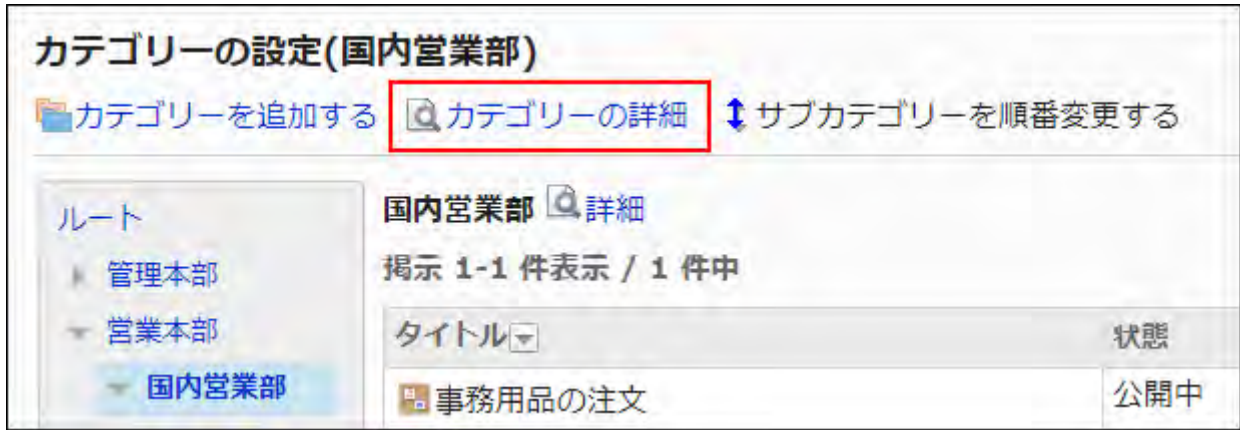 カテゴリーの設定(国内営業部)
カテゴリーを追加する カテゴリーの詳細 サブカテゴリーを順番変更する
ルート
管理本部
営業本部
国内営業部
国内営業部 詳細
掲示 1-1 件表示 / 1 件中
タイトル 状態
事務用品の注文 公開中